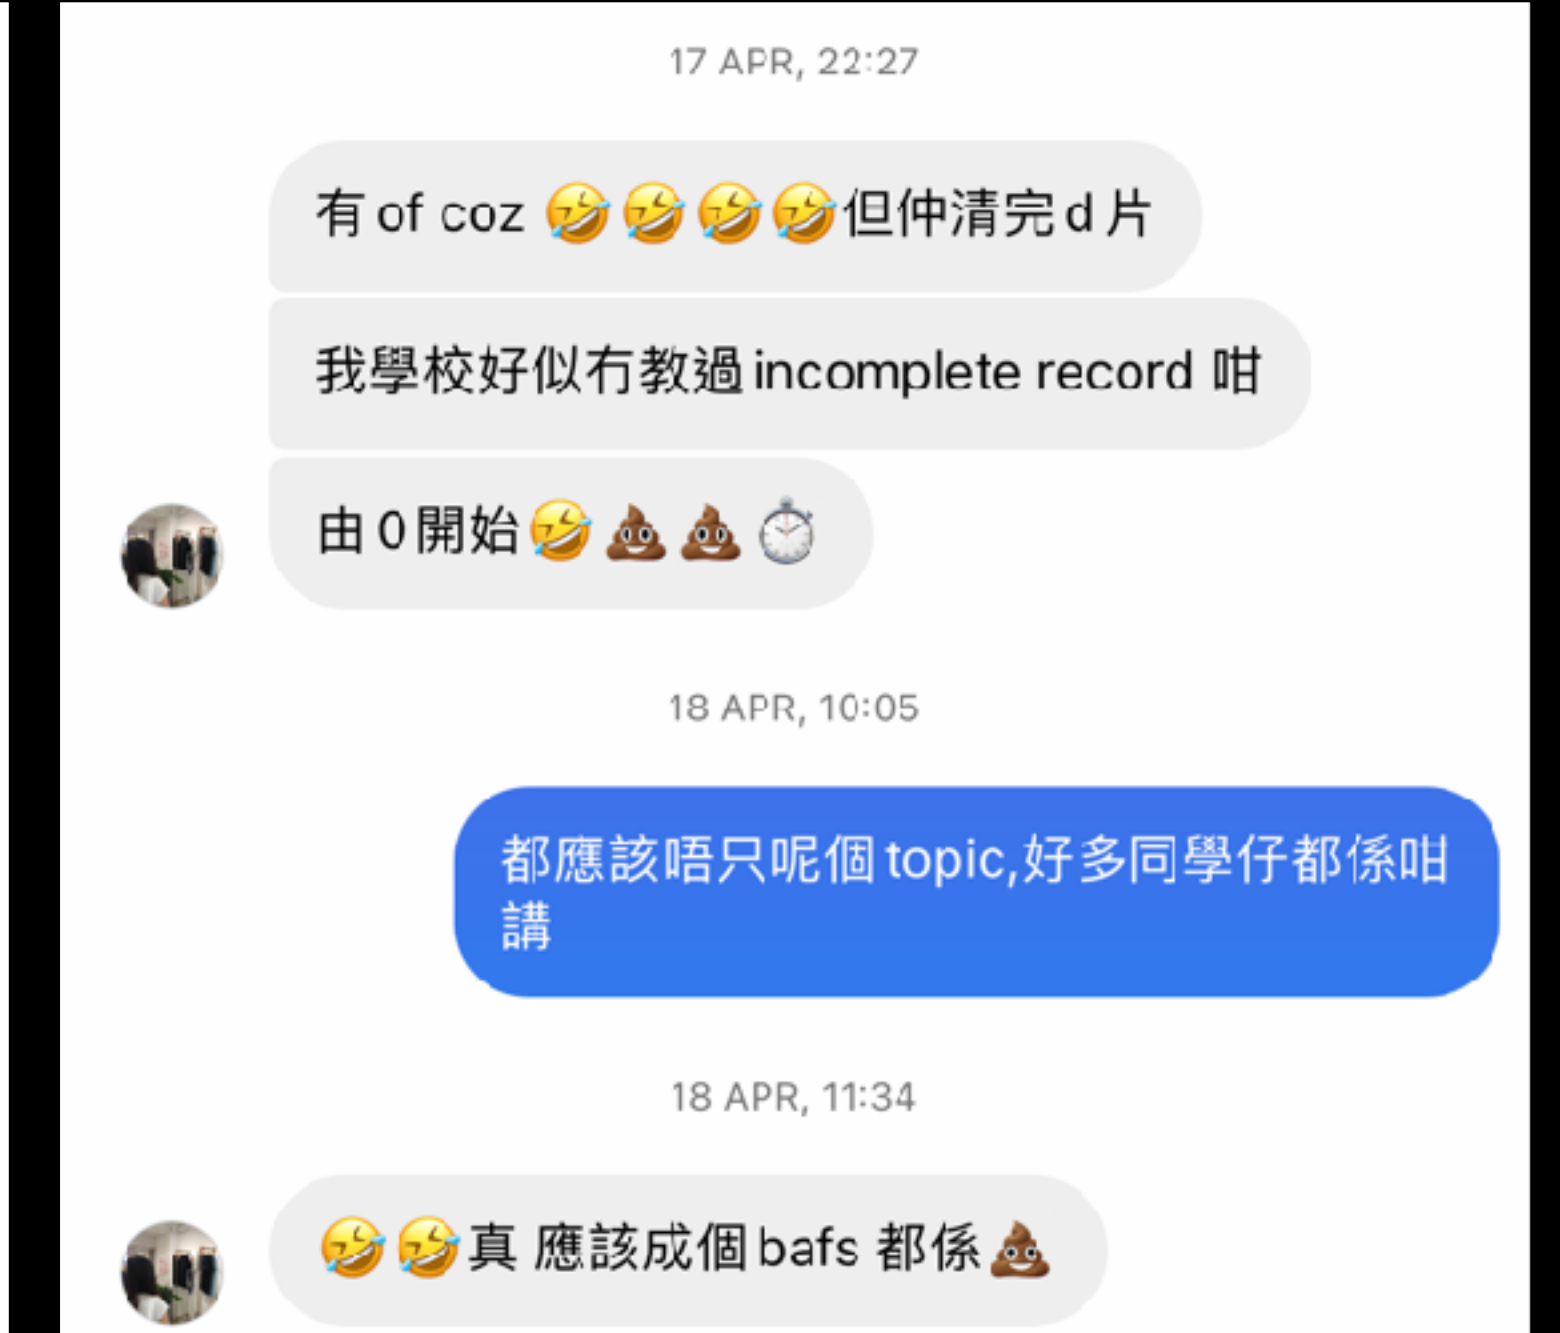 17 APR, 22:27
有 of coz 🤣🤣🤣🤣但仲清完 d 片
我學校好似冇教過 incomplete record 咁
由 0 開始🤣💩💩⏱
18 APR, 10:05
都應該唔只呢個 topic,好多同學仔都係咁
講
18 APR, 11:34
🤣🤣真 應該成個 bafs 都係💩